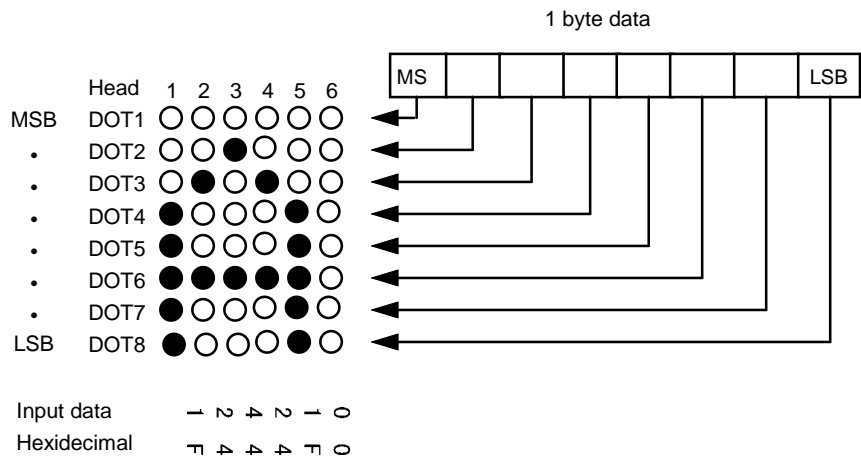 1 byte data
MS LSB
Head 1 2 3 4 5 6
MSB DOT1
• DOT2
• DOT3
• DOT4
• DOT5
• DOT6
• DOT7
LSB DOT8
Input data 1 2 4 2 1 0
Hexidecimal F 4 4 4 F 0